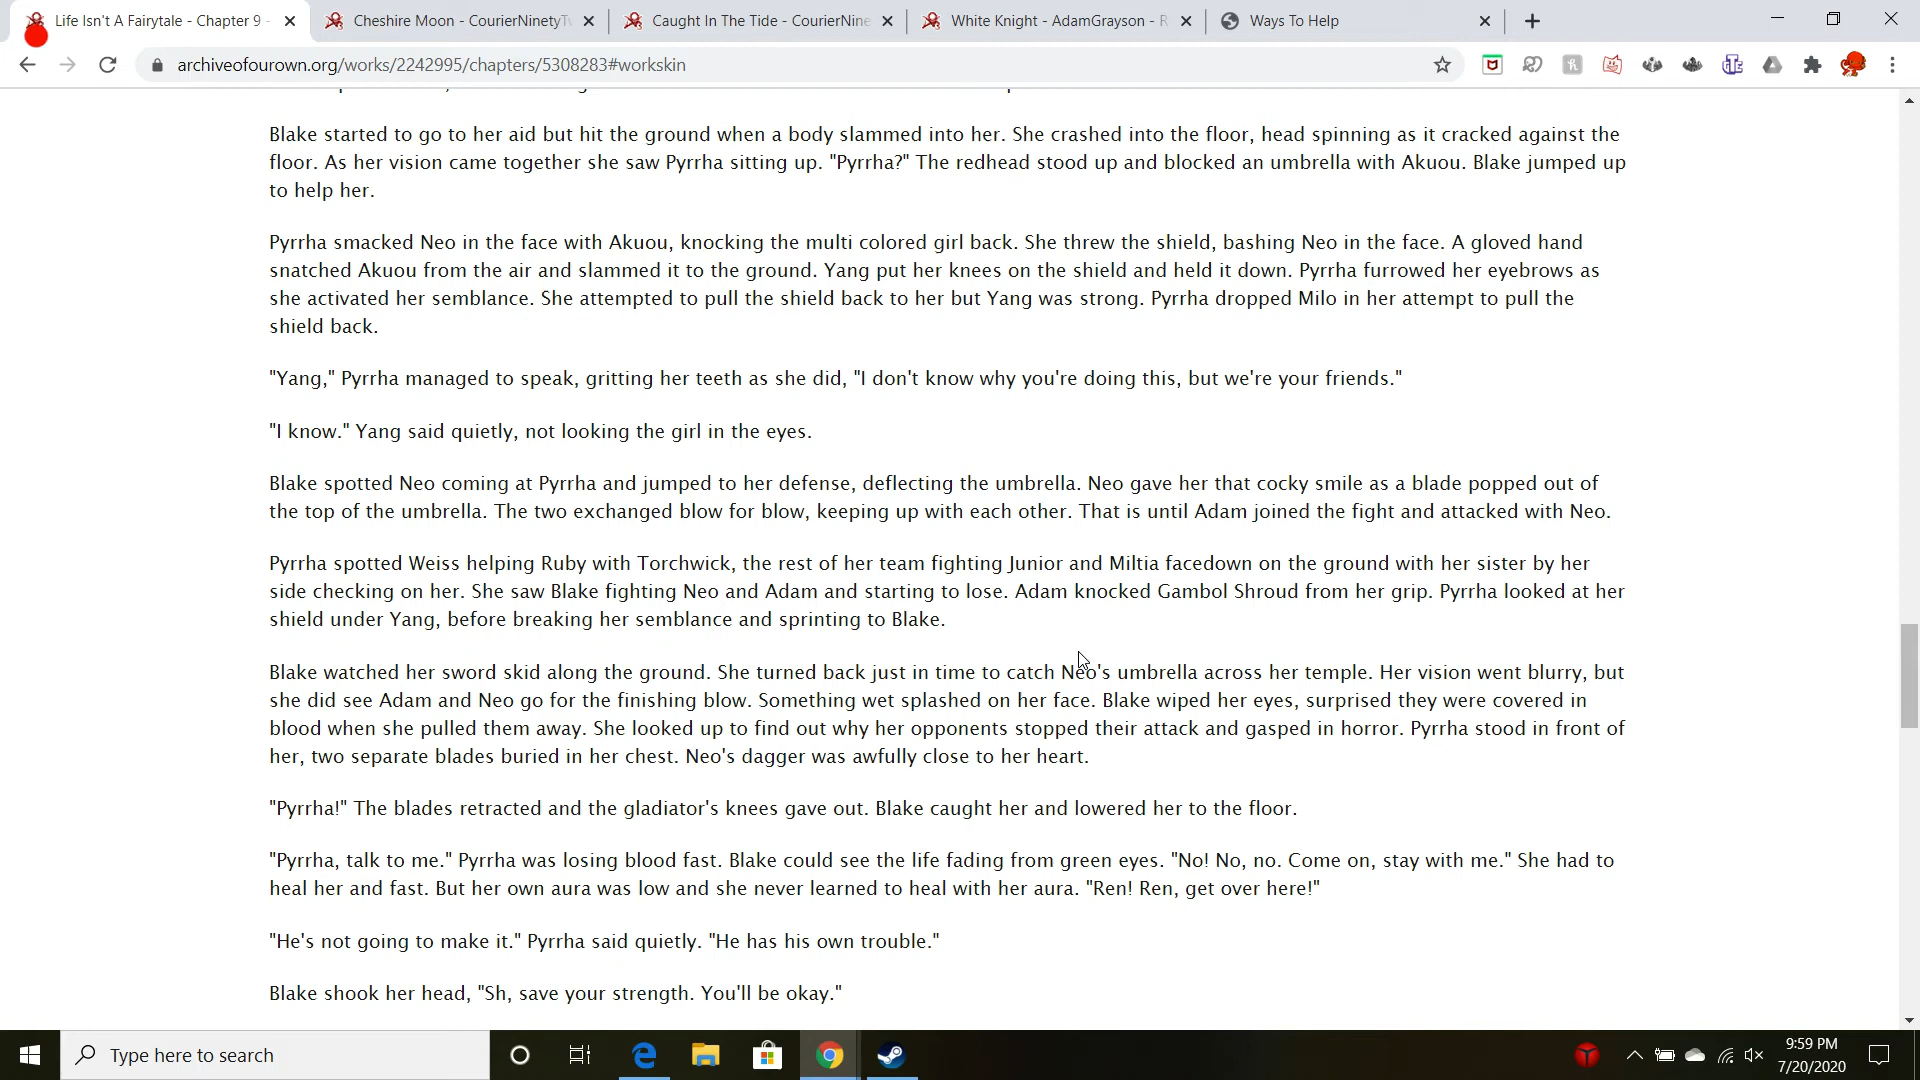 Life Isn't A Fairytale - Chapter 9 -
Cheshire Moon - CourierNinetyTw
Caught In The Tide - CourierNine
White Knight - AdamGrayson - R
Ways To Help
archiveofourown.org/works/2242995/chapters/5308283#workskin
Blake started to go to her aid but hit the ground when a body slammed into her. She crashed into the floor, head spinning as it cracked against the
floor. As her vision came together she saw Pyrrha sitting up. "Pyrrha?" The redhead stood up and blocked an umbrella with Akuou. Blake jumped up
to help her.
Pyrrha smacked Neo in the face with Akuou, knocking the multi colored girl back. She threw the shield, bashing Neo in the face. A gloved hand
snatched Akuou from the air and slammed it to the ground. Yang put her knees on the shield and held it down. Pyrrha furrowed her eyebrows as
she activated her semblance. She attempted to pull the shield back to her but Yang was strong. Pyrrha dropped Milo in her attempt to pull the
shield back.
"Yang," Pyrrha managed to speak, gritting her teeth as she did, "I don't know why you're doing this, but we're your friends."
"I know." Yang said quietly, not looking the girl in the eyes.
Blake spotted Neo coming at Pyrrha and jumped to her defense, deflecting the umbrella. Neo gave her that cocky smile as a blade popped out of
the top of the umbrella. The two exchanged blow for blow, keeping up with each other. That is until Adam joined the fight and attacked with Neo.
Pyrrha spotted Weiss helping Ruby with Torchwick, the rest of her team fighting Junior and Miltia facedown on the ground with her sister by her
side checking on her. She saw Blake fighting Neo and Adam and starting to lose. Adam knocked Gambol Shroud from her grip. Pyrrha looked at her
shield under Yang, before breaking her semblance and sprinting to Blake.
Blake watched her sword skid along the ground. She turned back just in time to catch Neo's umbrella across her temple. Her vision went blurry, but
she did see Adam and Neo go for the finishing blow. Something wet splashed on her face. Blake wiped her eyes, surprised they were covered in
blood when she pulled them away. She looked up to find out why her opponents stopped their attack and gasped in horror. Pyrrha stood in front of
her, two separate blades buried in her chest. Neo's dagger was awfully close to her heart.
"Pyrrha!" The blades retracted and the gladiator's knees gave out. Blake caught her and lowered her to the floor.
"Pyrrha, talk to me." Pyrrha was losing blood fast. Blake could see the life fading from green eyes. "No! No, no. Come on, stay with me." She had to
heal her and fast. But her own aura was low and she never learned to heal with her aura. "Ren! Ren, get over here!"
"He's not going to make it." Pyrrha said quietly. "He has his own trouble."
Blake shook her head, "Sh, save your strength. You'll be okay."
Type here to search
9:59 PM
7/20/2020